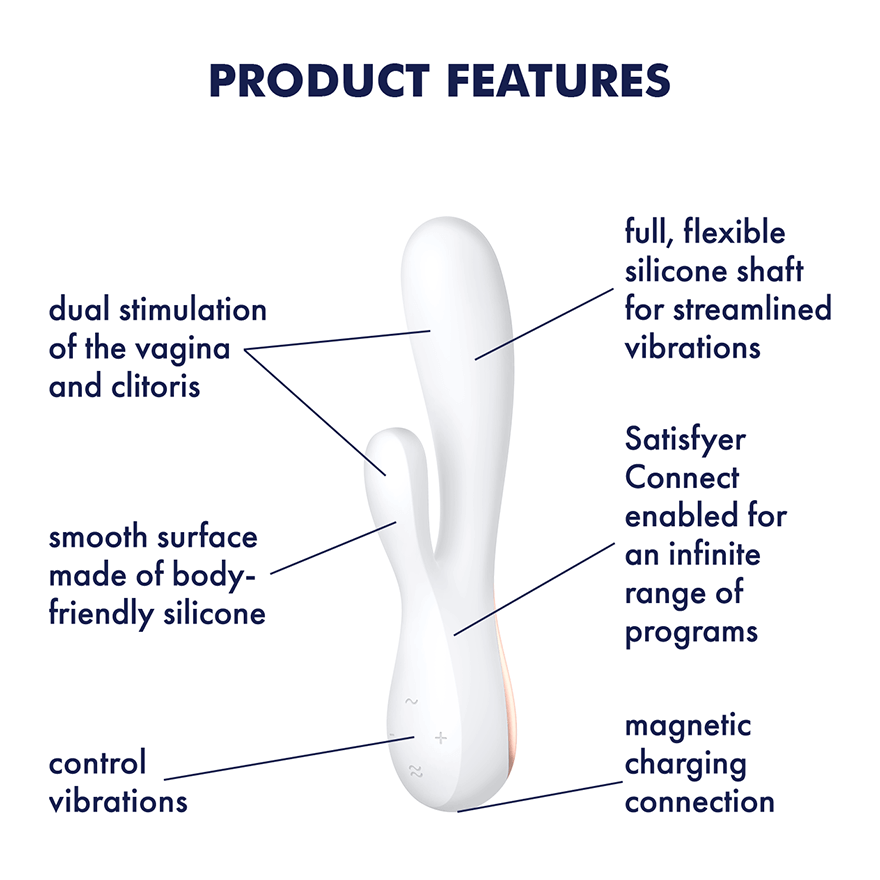 PRODUCT FEATURES
dual stimulation
of the vagina
and clitoris
smooth surface
made of body-
friendly silicone
control
vibrations
full, flexible
silicone shaft
for streamlined
vibrations
Satisfyer
Connect
enabled for
an infinite
range of
programs
magnetic
charging
connection